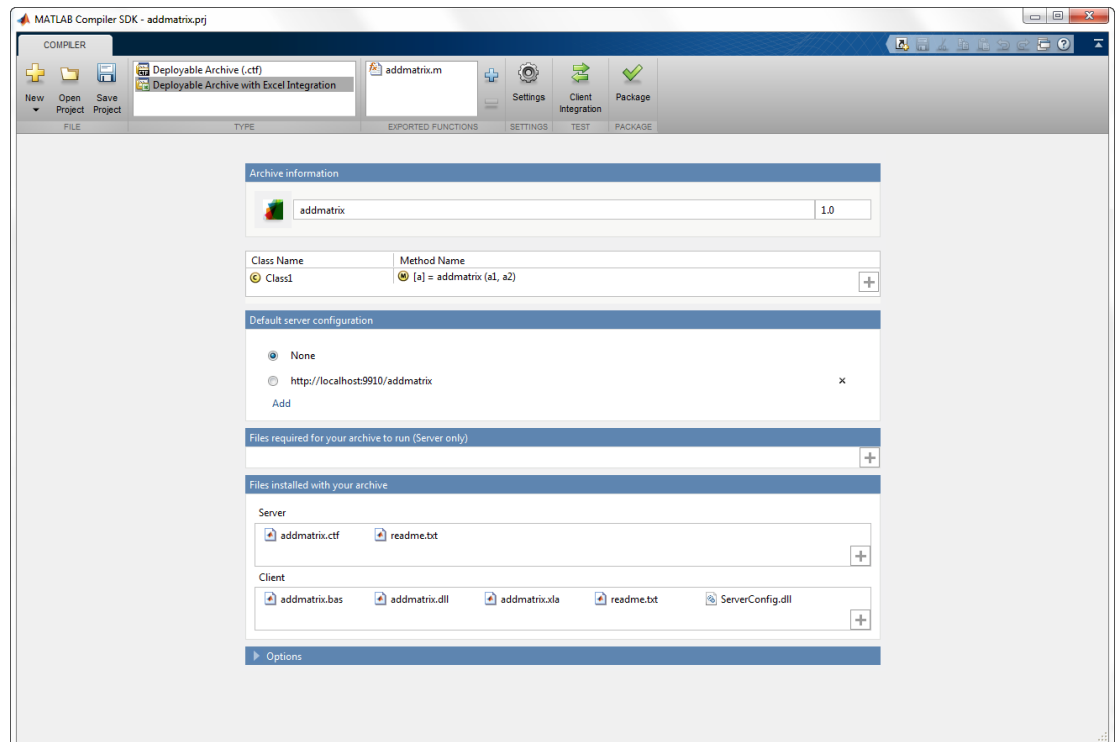 MATLAB Compiler SDK - addmatrix.prj
COMPILER
New
Open Project
Save Project
FILE
Deployable Archive (.ctf)
Deployable Archive with Excel Integration
TYPE
addmatrix.m
EXPORTED FUNCTIONS
Settings
SETTINGS
Client Integration
TEST
Package
PACKAGE
Archive information
addmatrix 1.0
Class Name Method Name
Class1 [a] = addmatrix (a1, a2)
Default server configuration
None
http://localhost:9910/addmatrix
Add
Files required for your archive to run (Server only)
Files installed with your archive
Server
addmatrix.ctf readme.txt
Client
addmatrix.bas addmatrix.dll addmatrix.xla readme.txt ServerConfig.dll
Options